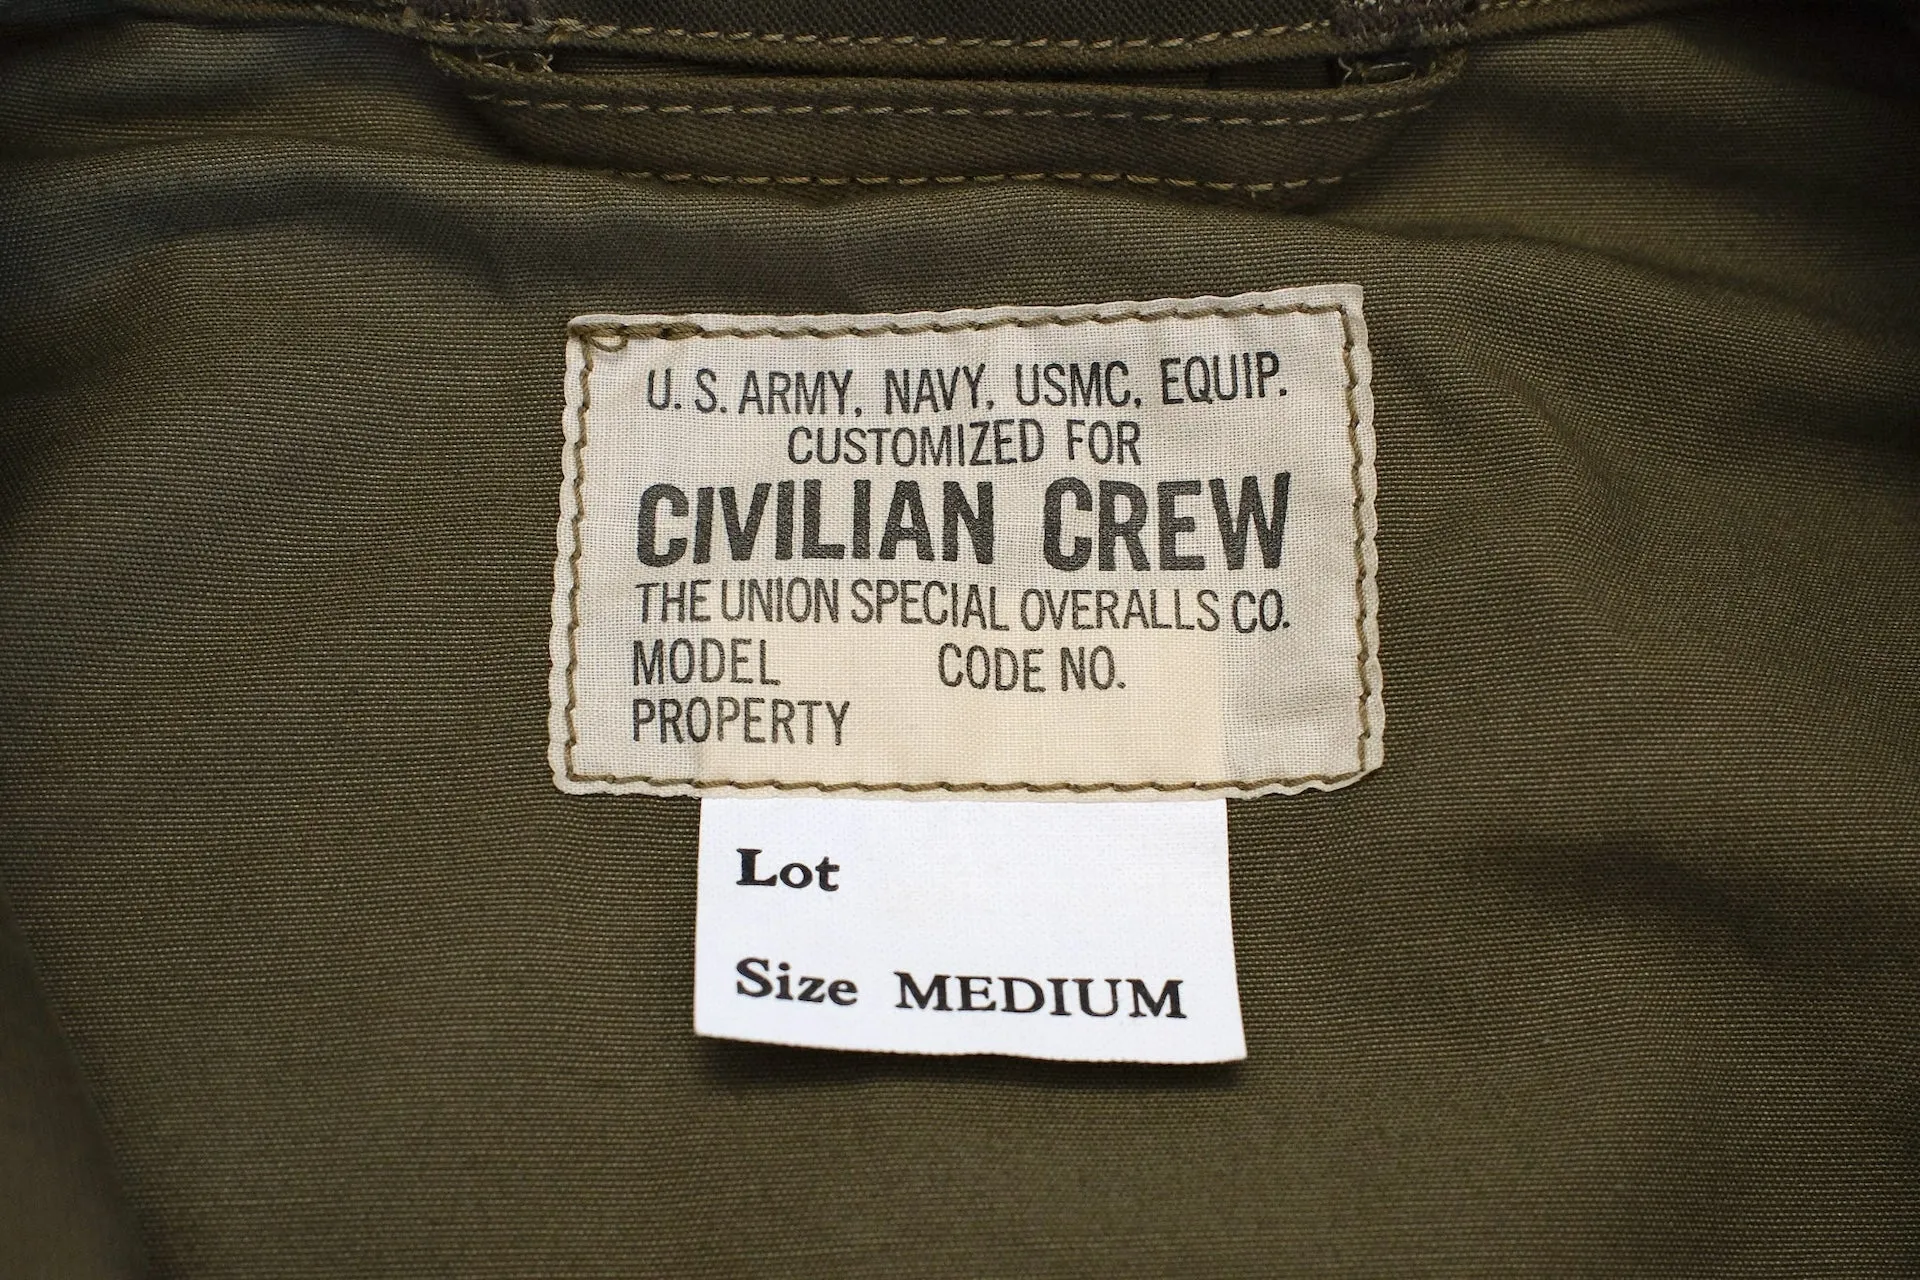 U. S. ARMY, NAVY, USMC, EQUIP.
CUSTOMIZED FOR
CIVILIAN CREW
THE UNION SPECIAL OVERALLS CO.
MODEL CODE NO.
PROPERTY
Lot
Size MEDIUM